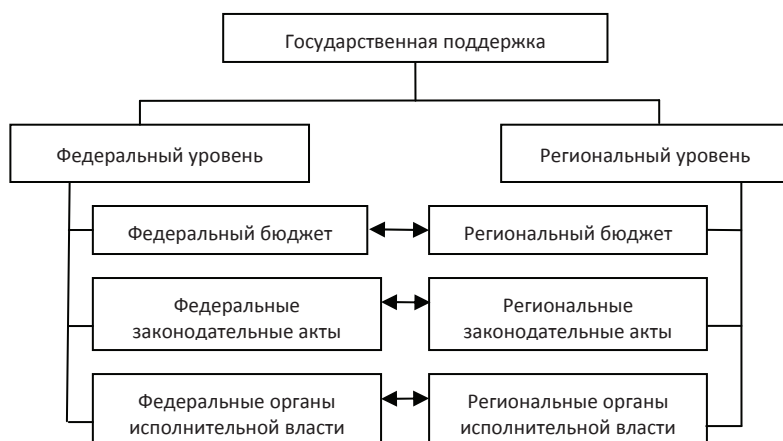 Государственная поддержка
Федеральный уровень
Региональный уровень
Федеральный бюджет
Региональный бюджет
Федеральные
законодательные акты
Региональные
законодательные акты
Федеральные органы
исполнительной власти
Региональные органы
исполнительной власти